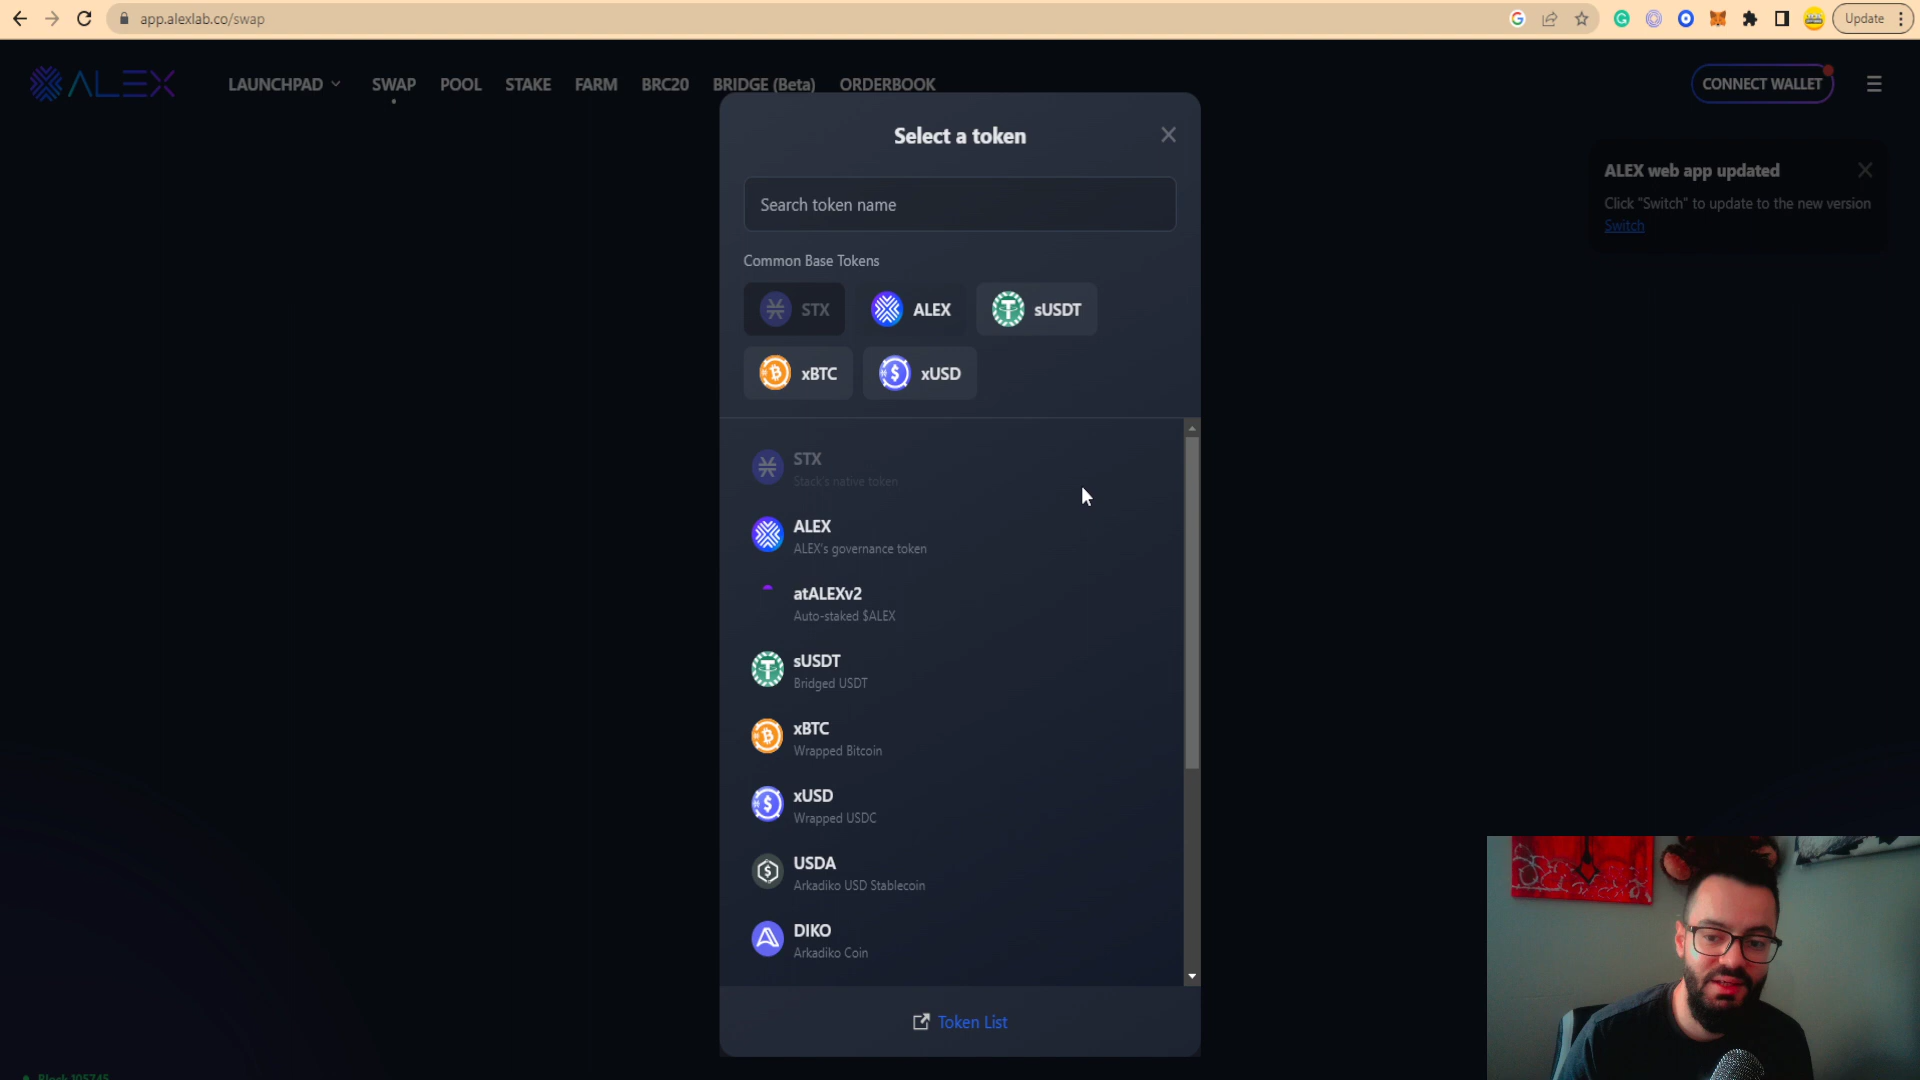 app.alexlab.co/swap
Update
ALEX
LAUNCHPAD
SWAP
POOL
STAKE
FARM
BRC20
BRIDGE (Beta)
ORDERBOOK
CONNECT WALLET
Select a token
Search token name
Common Base Tokens
STX
ALEX
sUSDT
xBTC
xUSD
STX
Stack's native token
ALEX
ALEX's governance token
atALEXv2
Auto-staked $ALEX
sUSDT
Bridged USDT
xBTC
Wrapped Bitcoin
xUSD
Wrapped USDC
USDA
Arkadiko USD Stablecoin
DIKO
Arkadiko Coin
Token List
ALEX web app updated
Click "Switch" to update to the new version
Switch
Block 105745